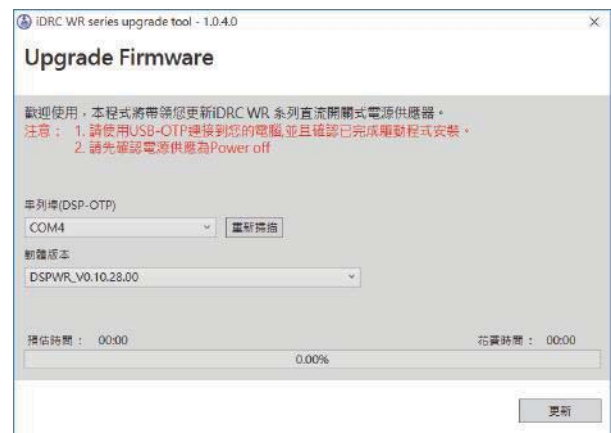 iDRC WR series upgrade tool - 1.0.4.0
Upgrade Firmware
歡迎使用，本程式將帶領您更新iDRC WR 系列直流開關式電源供應器。
注意： 1. 請使用USB-OTP連接到您的電腦,並且確認已完成驅動程式安裝。
2. 請先確認電源供應為Power off
串列埠(DSP-OTP)
COM4
重新掃描
韌體版本
DSPWR_V0.10.28.00
預估時間： 00:00
花費時間： 00:00
0.00%
更新